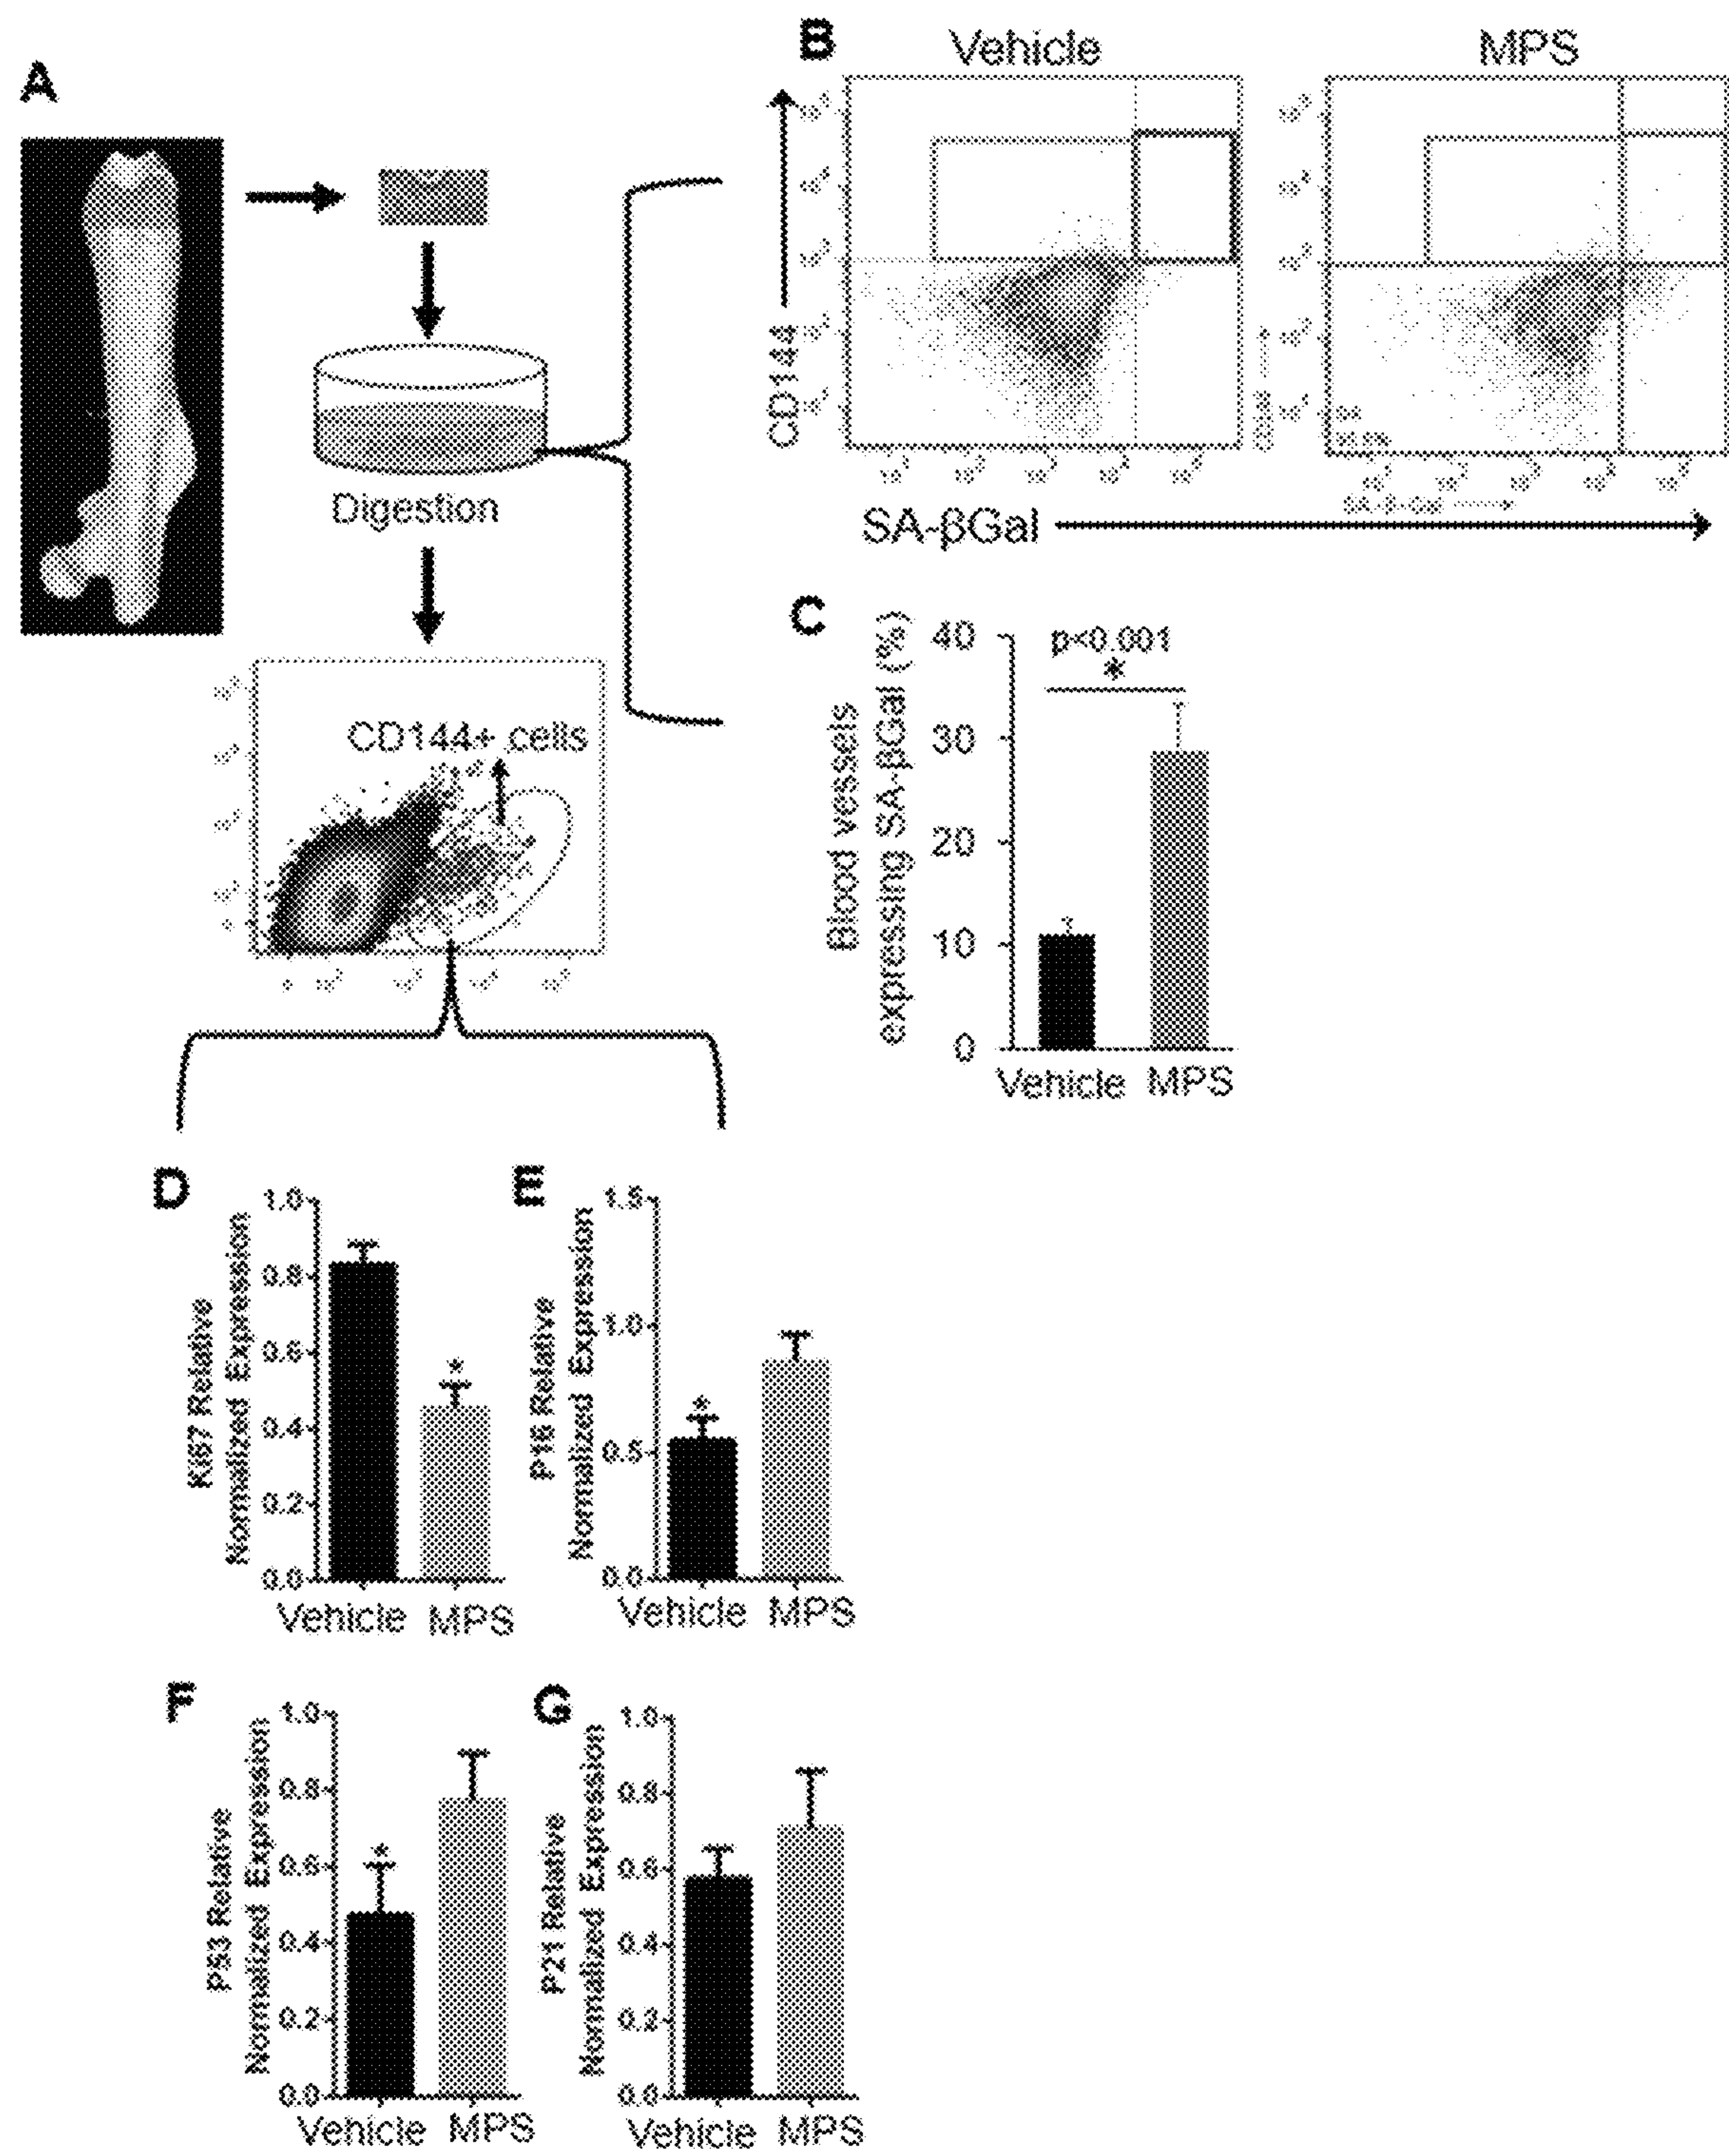 A
B
Vehicle
MPS
CD144
SA-βGal
SA-β-Gal
Digestion
CD144+ cells
C
Blood vessels
expressing SA-βGal (%)
40
30
20
10
0
p<0.001
*
Vehicle MPS
D
Ki67 Relative
Normalized Expression
1.0
0.8
0.6
0.4
0.2
0.0
*
Vehicle MPS
E
P16 Relative
Normalized Expression
1.5
1.0
0.5
0.0
*
Vehicle MPS
F
P53 Relative
Normalized Expression
1.0
0.8
0.6
0.4
0.2
0.0
*
Vehicle MPS
G
P21 Relative
Normalized Expression
1.0
0.8
0.6
0.4
0.2
0.0
Vehicle MPS